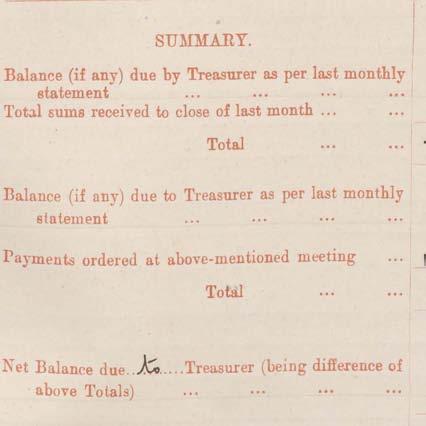 SUMMARY.
Balance (if any) due by Treasurer as per last monthly
statement ... ... ... ...
Total sums received to close of last month ... ...
Total ... ...
Balance (if any) due to Treasurer as per last monthly
statement ... ... ... ...
Payments ordered at above-mentioned meeting ...
Total ... ...
Net Balance due...to.....Treasurer (being difference of
above Totals) ... ... ... ...